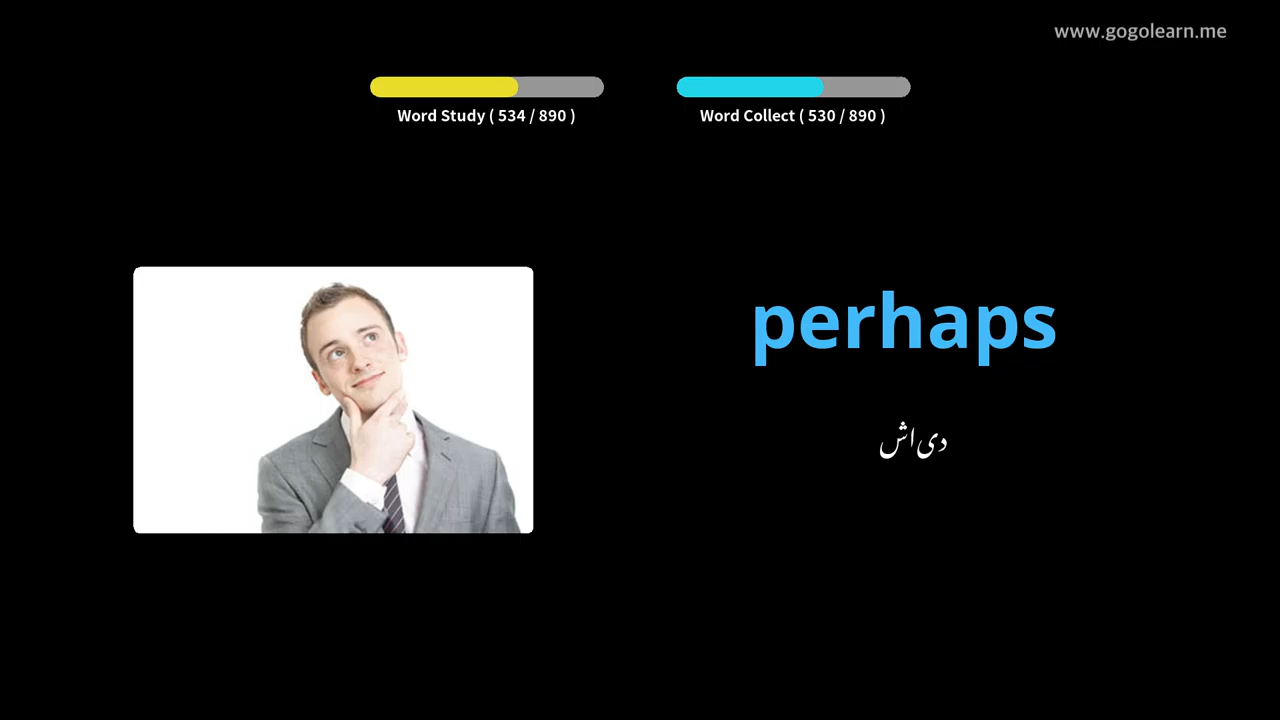 www.gogolearn.me
Word Study ( 534 / 890 )
Word Collect ( 530 / 890 )
perhaps
دی‌اش